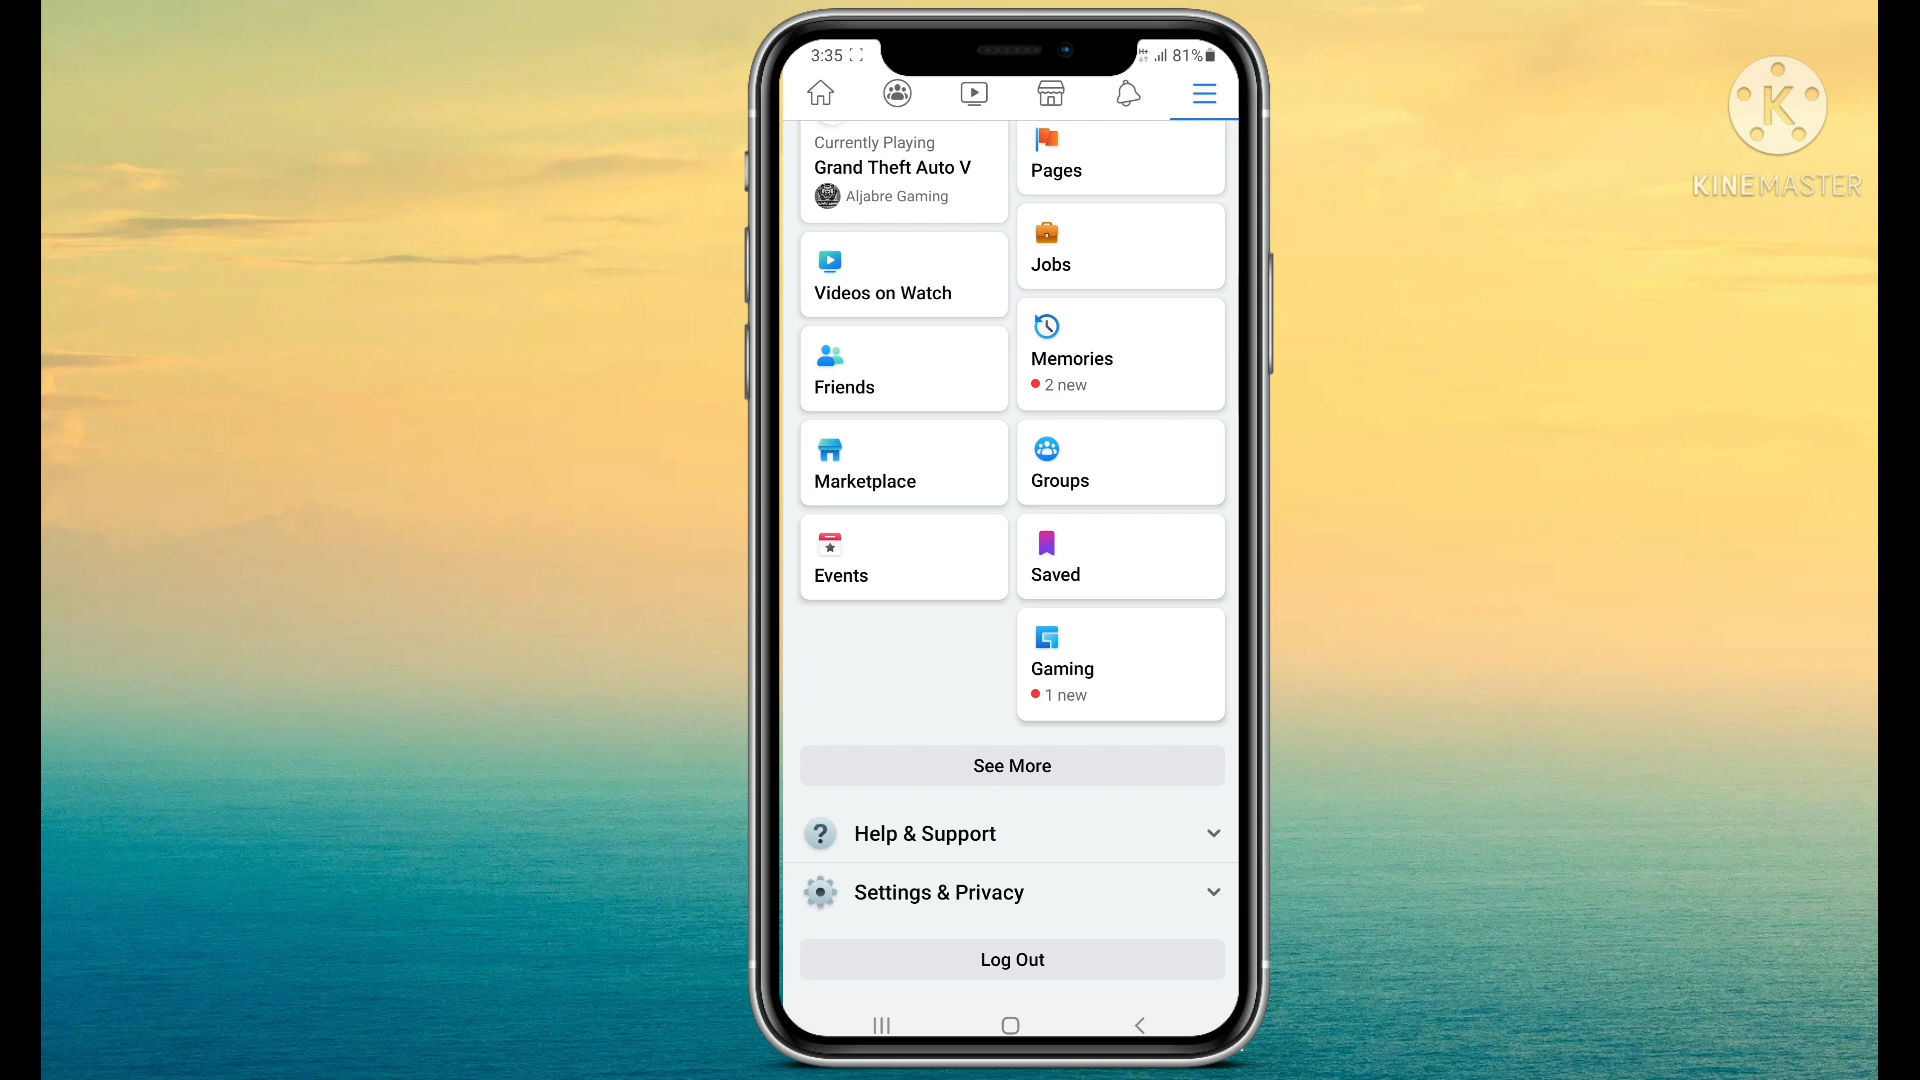 3:35
81%
Currently Playing
Grand Theft Auto V
Aljabre Gaming
Videos on Watch
Friends
Marketplace
Events
Pages
Jobs
Memories
2 new
Groups
Saved
Gaming
1 new
See More
Help & Support
Settings & Privacy
Log Out
K
KINEMASTER